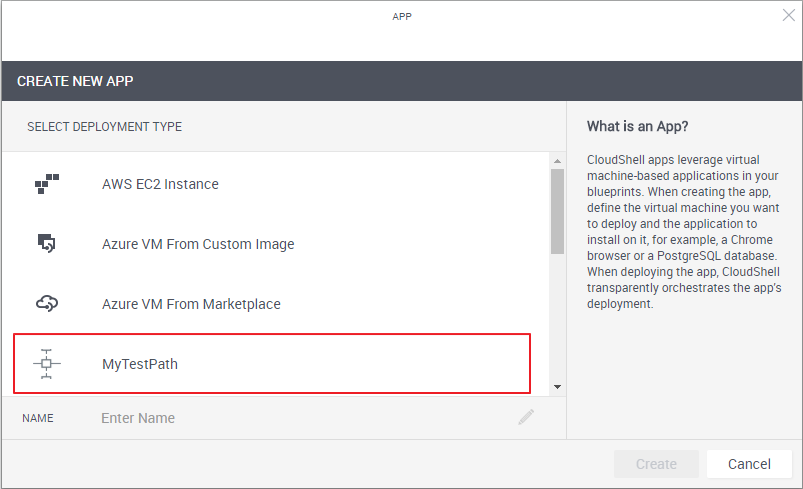 APP
CREATE NEW APP
SELECT DEPLOYMENT TYPE
AWS EC2 Instance
Azure VM From Custom Image
Azure VM From Marketplace
MyTestPath
NAME
Enter Name
What is an App?
CloudShell apps leverage virtual
machine-based applications in your
blueprints. When creating the app,
define the virtual machine you want
to deploy and the application to
install on it, for example, a Chrome
browser or a PostgreSQL database.
When deploying the app, CloudShell
transparently orchestrates the app's
deployment.
Create
Cancel